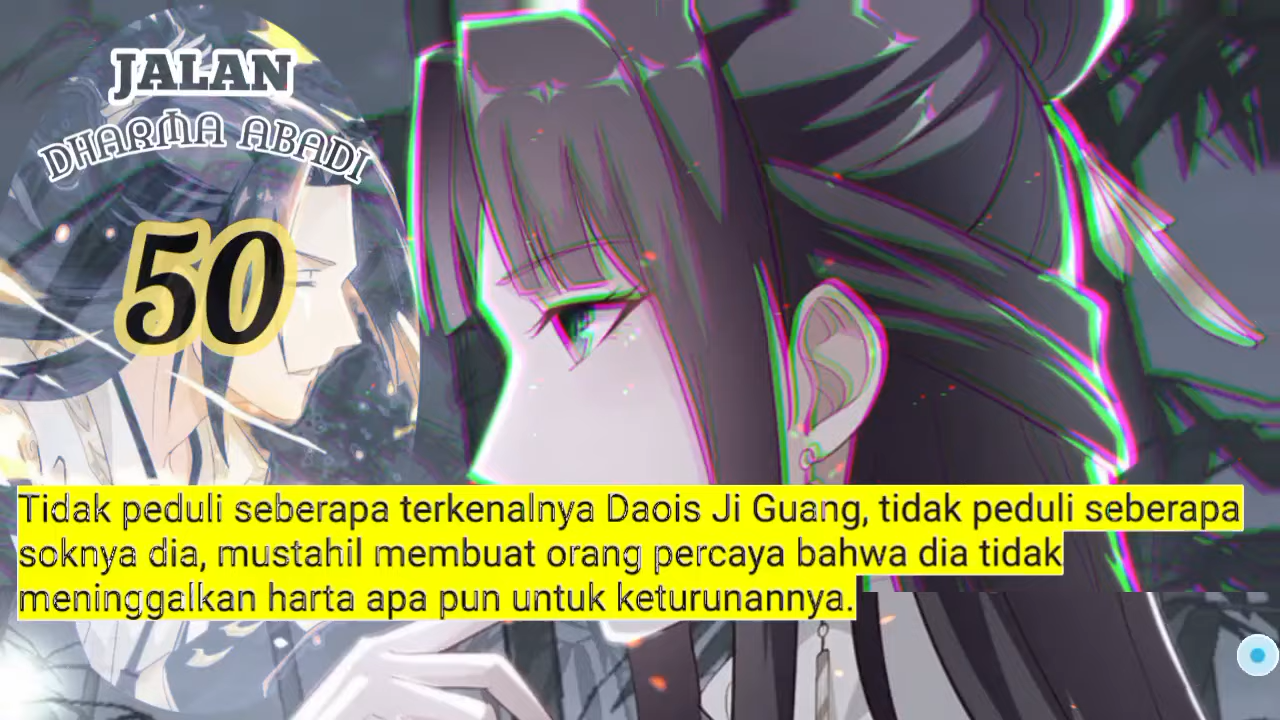 JALAN
DHARMA ABADI
50
Tidak peduli seberapa terkenalnya Daois Ji Guang, tidak peduli seberapa
soknya dia, mustahil membuat orang percaya bahwa dia tidak
meninggalkan harta apa pun untuk keturunannya.